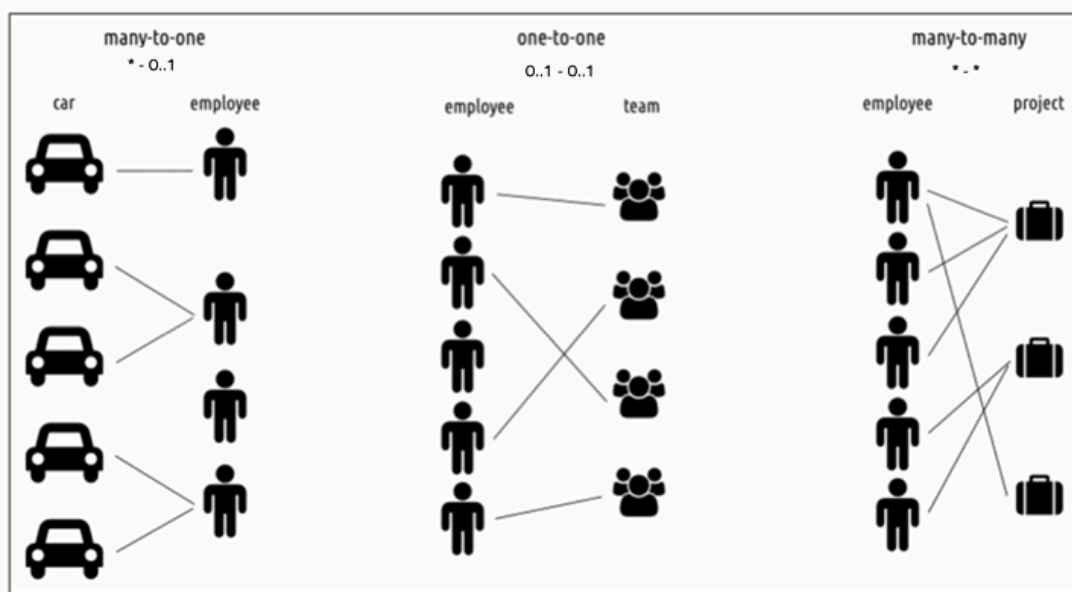 many-to-one
* - 0..1
car
employee
one-to-one
0..1 - 0..1
employee
team
many-to-many
* - *
employee
project